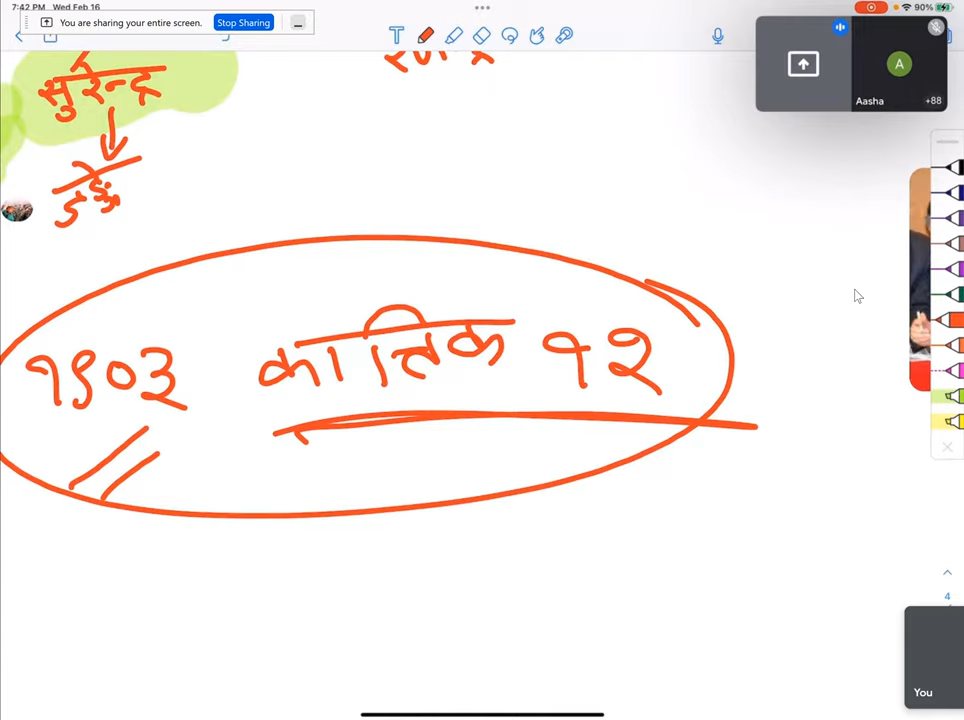 7:42 PM Wed Feb 16
90%
You are sharing your entire screen. Stop Sharing
Aasha +88
सुरेन्द्र
१९०३ कार्तिक १२
4
You